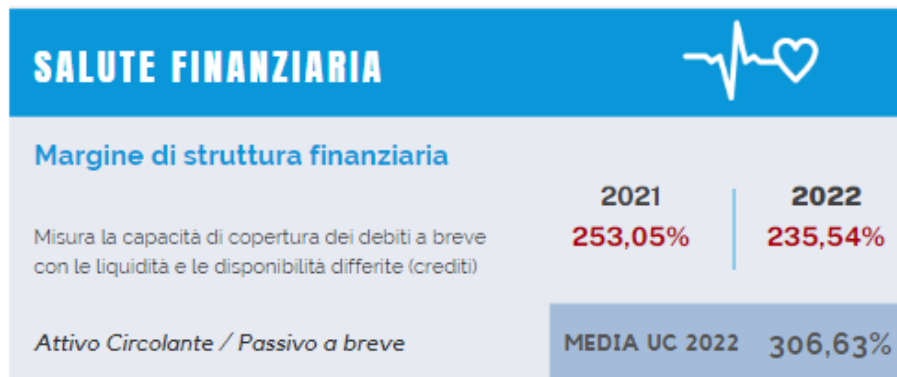 SALUTE FINANZIARIA
Margine di struttura finanziaria
2021
2022
Misura la capacità di copertura dei debiti a breve
con le liquidità e le disponibilità differite (crediti)
253,05%
235,54%
Attivo Circolante / Passivo a breve
MEDIA UC 2022 306,63%